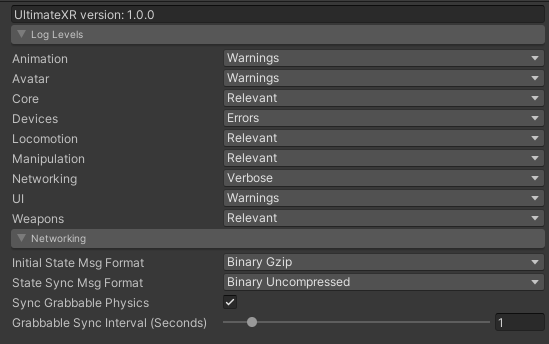 UltimateXR version: 1.0.0
Log Levels
Animation Warnings
Avatar Warnings
Core Relevant
Devices Errors
Locomotion Relevant
Manipulation Relevant
Networking Verbose
UI Warnings
Weapons Relevant
Networking
Initial State Msg Format Binary Gzip
State Sync Msg Format Binary Uncompressed
Sync Grabbable Physics
Grabbable Sync Interval (Seconds) 1